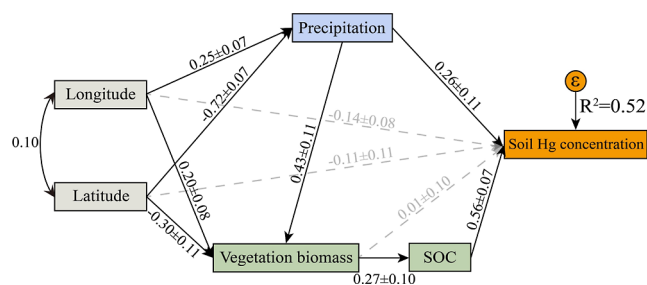 Precipitation
0.25±0.07
-0.72±0.07
0.26±0.11
ε
R²=0.52
Longitude
-0.14±0.08
0.10
0.43±0.11
Soil Hg concentration
-0.11±0.11
Latitude
0.20±0.08
0.01±0.10
0.56±0.07
-0.30±0.11
Vegetation biomass
SOC
0.27±0.10